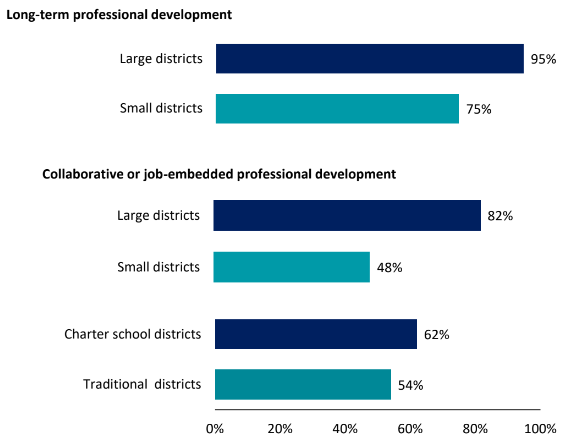 Long-term professional development
Large districts 95%
Small districts 75%
Collaborative or job-embedded professional development
Large districts 82%
Small districts 48%
Charter school districts 62%
Traditional  districts 54%
0% 20% 40% 60% 80% 100%